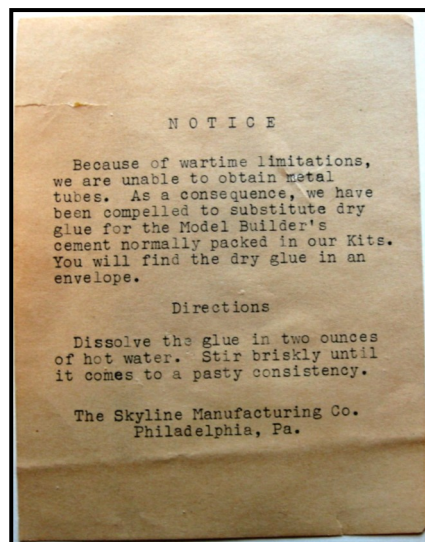 N O T I C E
Because of wartime limitations,
we are unable to obtain metal
tubes. As a consequence, we have
been compelled to substitute dry
glue for the Model Builder's
cement normally packed in our Kits.
You will find the dry glue in an
envelope.
Directions
Dissolve the glue in two ounces
of hot water. Stir briskly until
it comes to a pasty consistency.
The Skyline Manufacturing Co.
Philadelphia, Pa.